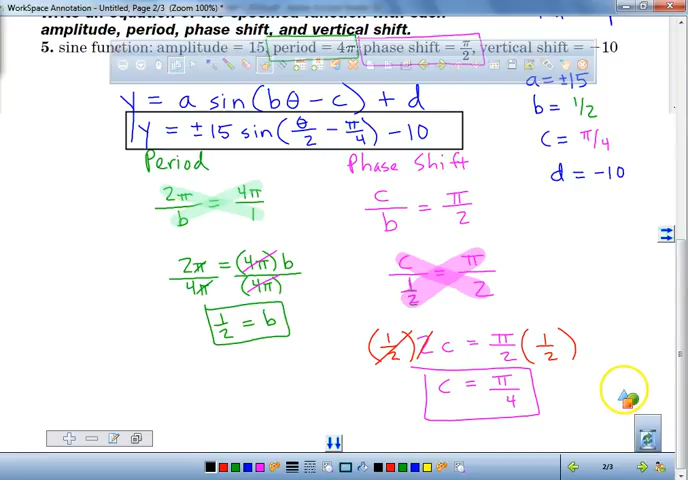 WorkSpace Annotation - Untitled, Page 2/3 (Zoom 100%) *
amplitude, period, phase shift, and vertical shift.
5. sine function: amplitude = 15, period = 4π, phase shift = π/2, vertical shift = −10
y = a sin(bθ − c) + d
y = ±15 sin(θ/2 − π/4) − 10
a = ±15
b = 1/2
c = π/4
d = −10
Period
2π/b = 4π/1
2π/4π = (4π)b/(4π)
1/2 = b
Phase Shift
c/b = π/2
c/(1/2) = π/2
(1/2) 2 c = π/2 (1/2)
c = π/4
2/3